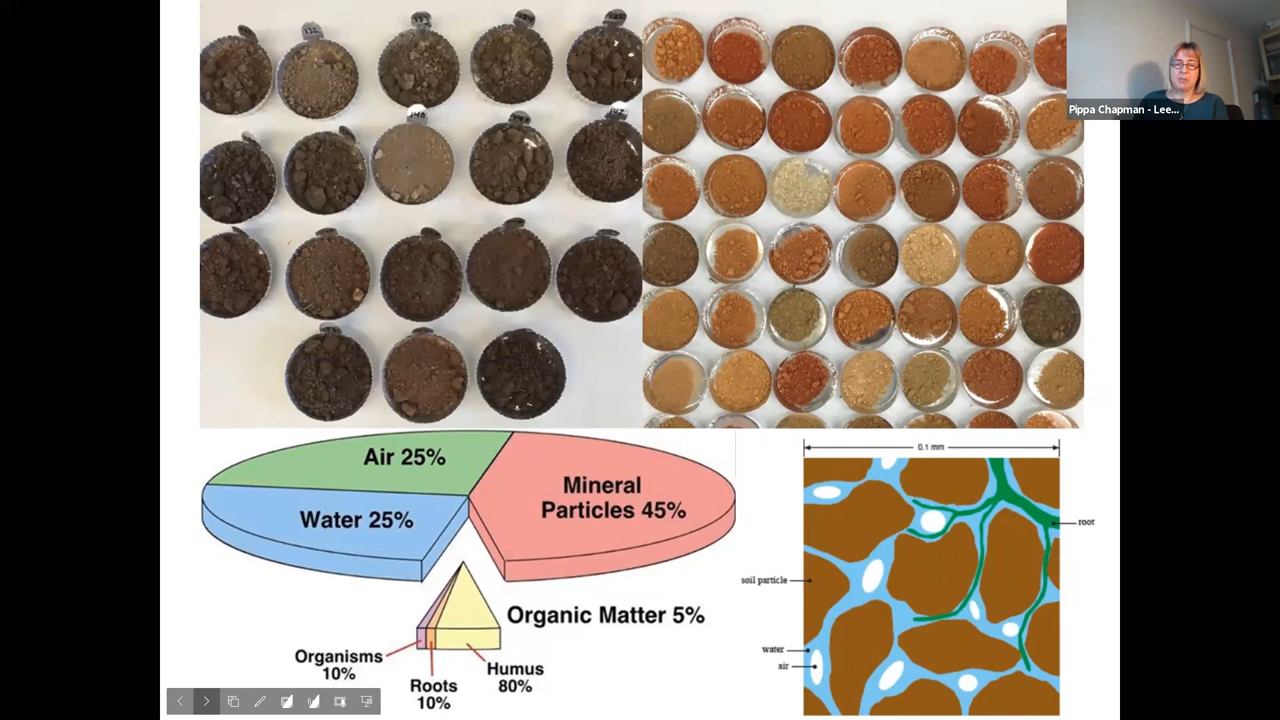 Pippa Chapman - Lee...
Air 25%
Mineral
Particles 45%
Water 25%
Organic Matter 5%
Organisms
10%
Roots
10%
Humus
80%
0.1 mm
root
soil particle
water
air